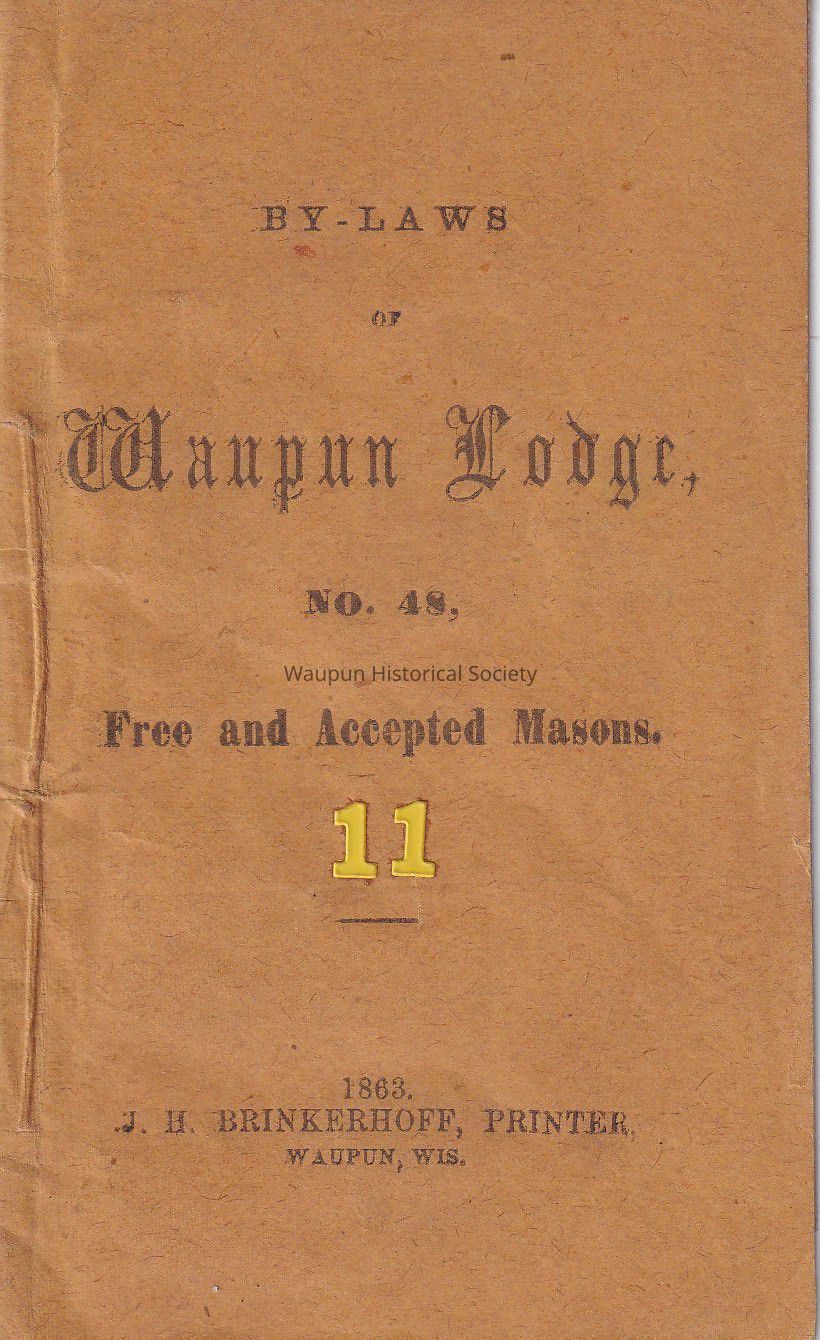 BY-LAWS
OF
Waupun Lodge,
NO. 48,
Waupun Historical Society
Free and Accepted Masons.
11
1863.
J. H. BRINKERHOFF, PRINTER.
WAUPUN, WIS.